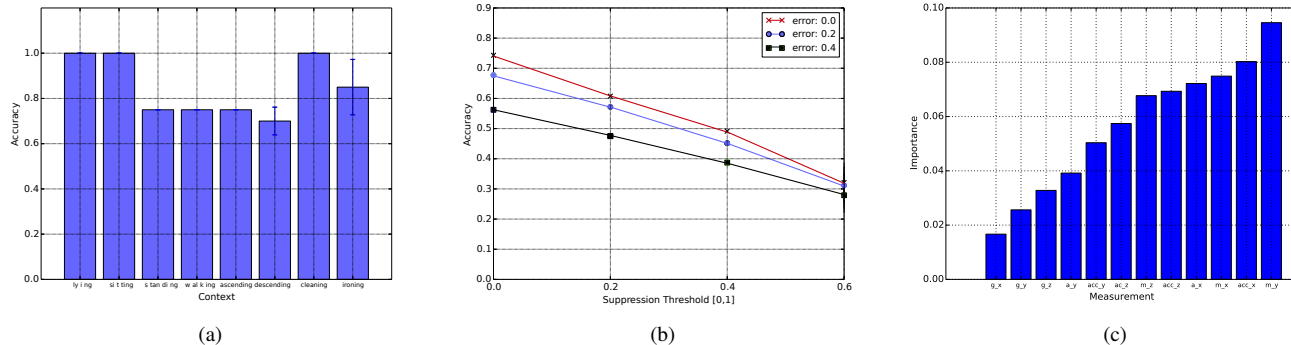 1.0
0.8
0.6
0.4
0.2
0.0
Accuracy
ly i ng si t ting s tan di ng w al k ing ascending descending cleaning ironing
Context
(a)
0.9
0.8
0.7
0.6
0.5
0.4
0.3
0.2
0.1
0.0
Accuracy
error: 0.0
error: 0.2
error: 0.4
0.0 0.2 0.4 0.6
Suppression Threshold [0,1]
(b)
0.10
0.08
0.06
0.04
0.02
0.00
Importance
g_x g_y g_z a_y acc_y ac_z m_z acc_z a_x m_x acc_x m_y
Measurement
(c)